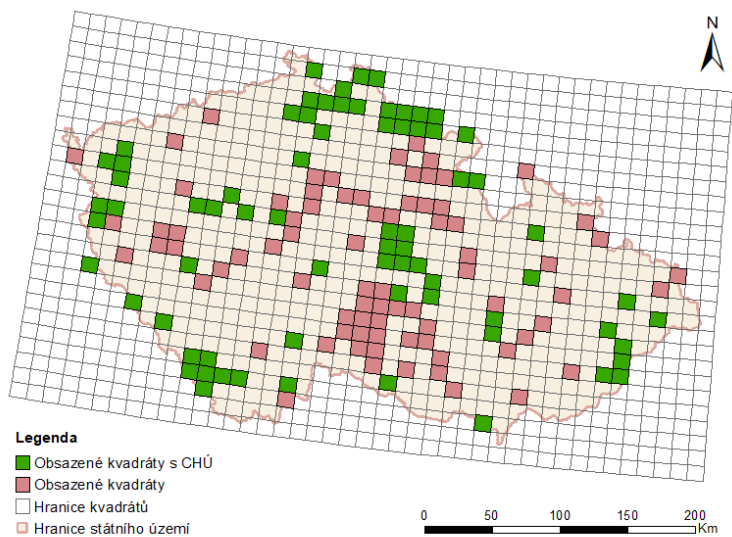 N
Legenda
Obsazené kvadráty s CHÚ
Obsazené kvadráty
Hranice kvadrátů
Hranice státního území
0 50 100 150 200
Km